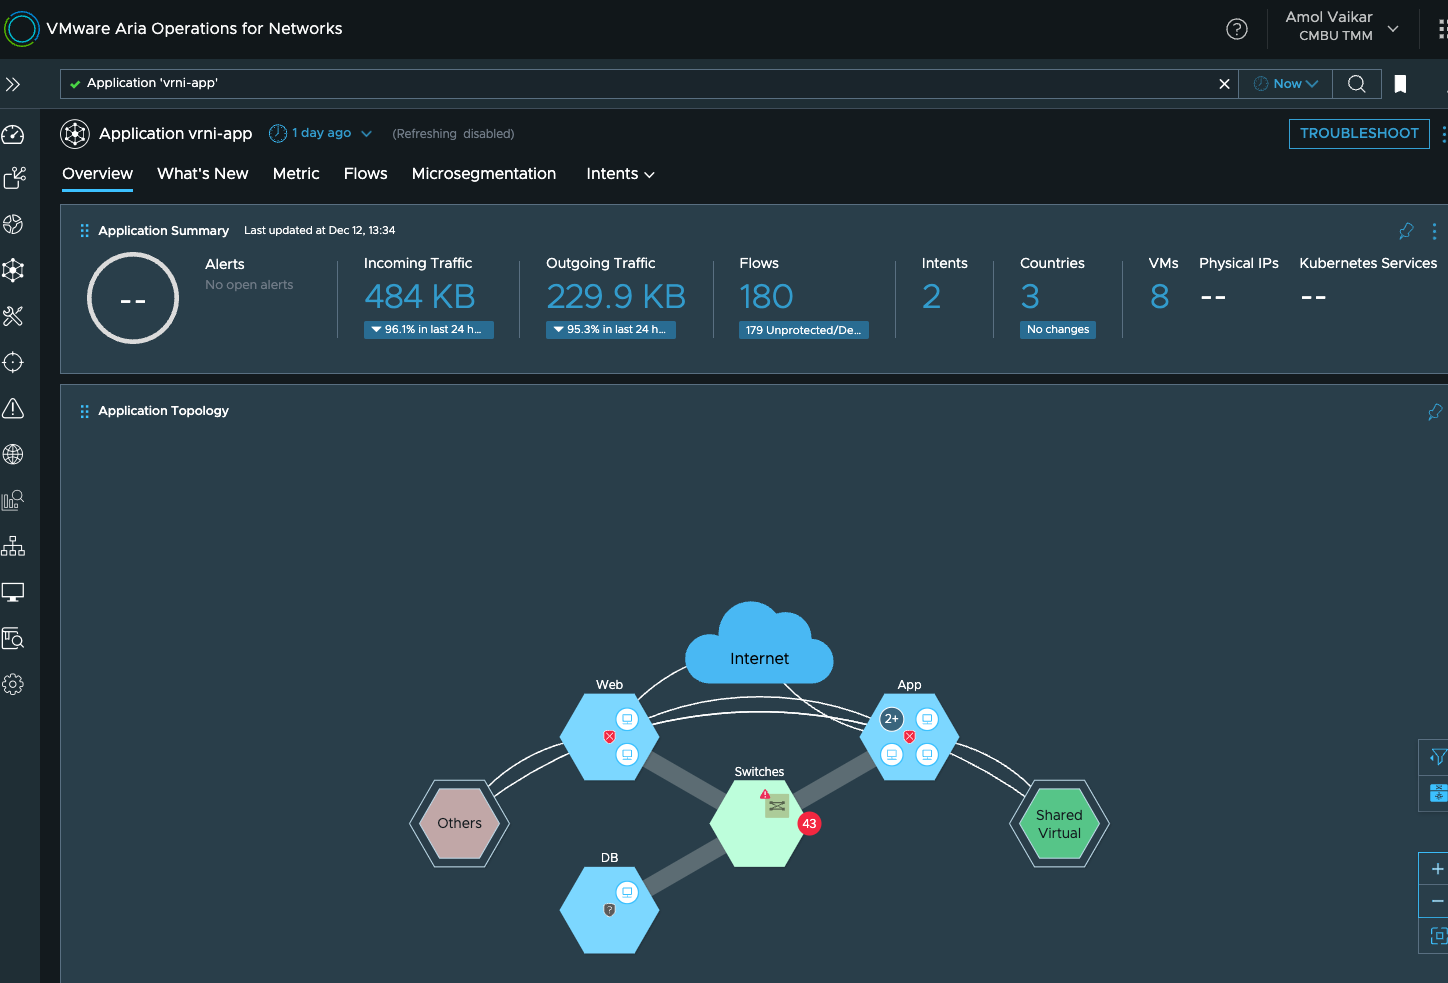 VMware Aria Operations for Networks
Amol Vaikar
CMBU TMM
Application 'vrni-app'
Now
Application vrni-app
1 day ago
(Refreshing disabled)
TROUBLESHOOT
Overview
What's New
Metric
Flows
Microsegmentation
Intents
Application Summary
Last updated at Dec 12, 13:34
--
Alerts
No open alerts
Incoming Traffic
484 KB
96.1% in last 24 h...
Outgoing Traffic
229.9 KB
95.3% in last 24 h...
Flows
180
179 Unprotected/De...
Intents
2
Countries
3
No changes
VMs
8
Physical IPs
--
Kubernetes Services
--
Application Topology
Internet
Web
App
2+
Switches
43
Others
Shared
Virtual
DB